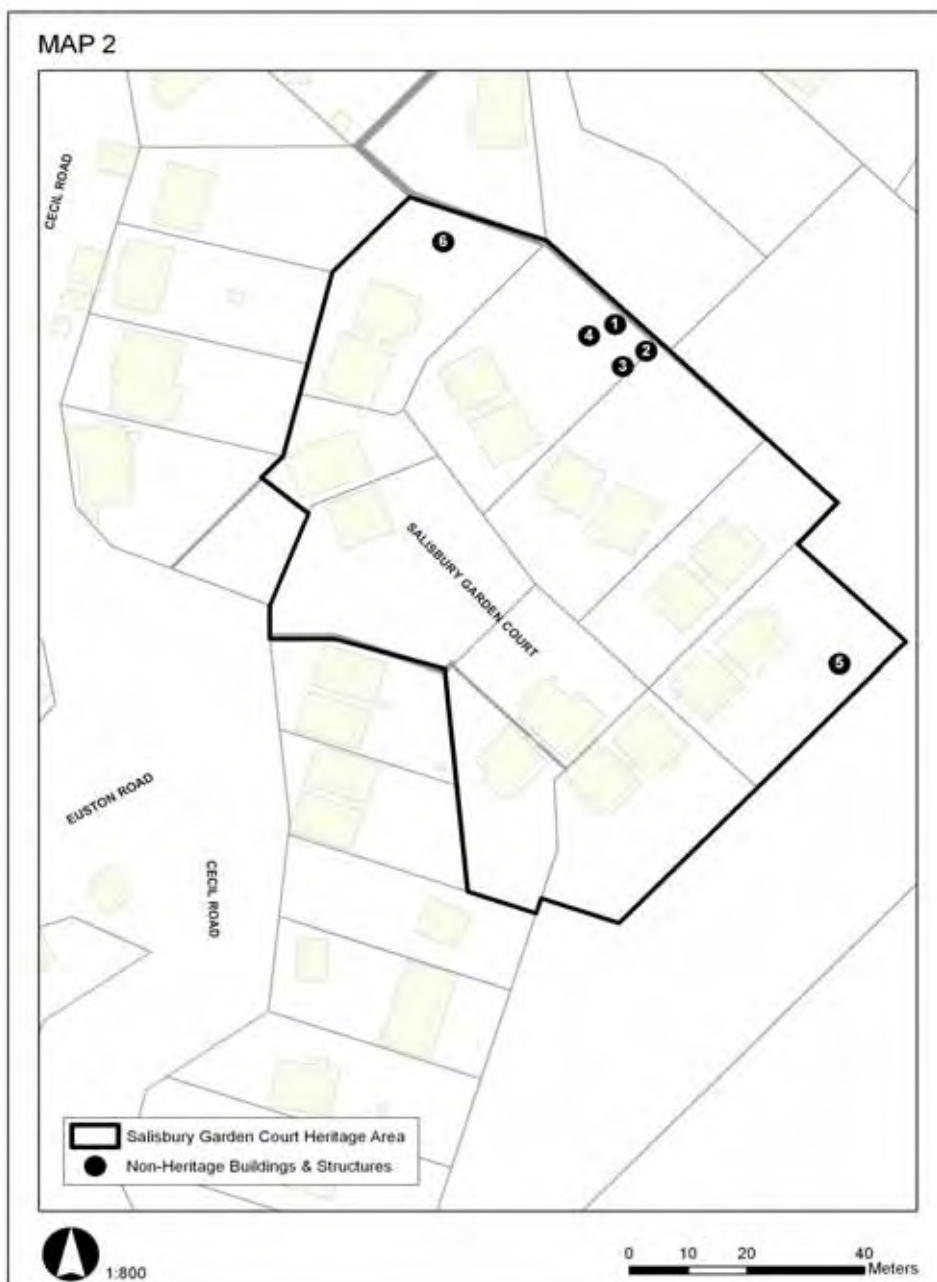 MAP 2
CECIL ROAD
6
1
4
2
3
SALISBURY GARDEN COURT
5
EUSTON ROAD
CECIL ROAD
Salisbury Garden Court Heritage Area
Non-Heritage Buildings & Structures
1:800
0 10 20 40
Meters